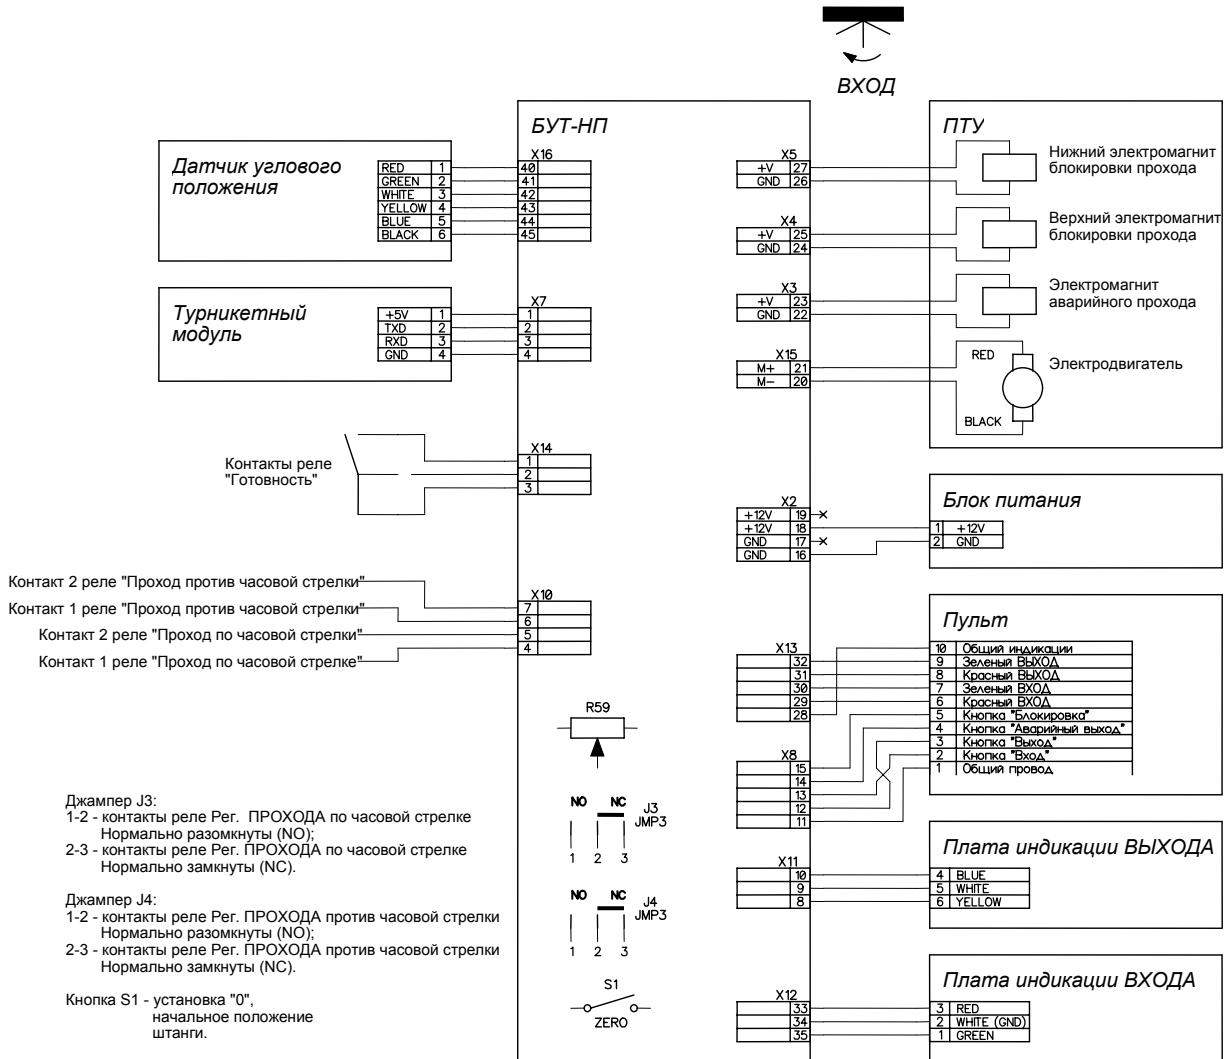 ВХОД
БУТ-НП
ПТУ
Датчик углового
положения
RED 1
GREEN 2
WHITE 3
YELLOW 4
BLUE 5
BLACK 6
X16
40
41
42
43
44
45
X5
+V 27
GND 26
Нижний электромагнит
блокировки прохода
X4
+V 25
GND 24
Верхний электромагнит
блокировки прохода
X3
+V 23
GND 22
Электромагнит
аварийного прохода
X15
M+ 21
M- 20
RED
BLACK
Электродвигатель
Турникетный
модуль
+5V 1
TXD 2
RXD 3
GND 4
X7
1
2
3
4
Контакты реле
"Готовность"
X14
1
2
3
X2
+12V 19
+12V 18
GND 17
GND 16
Блок питания
1 +12V
2 GND
Контакт 2 реле "Проход против часовой стрелки"
Контакт 1 реле "Проход против часовой стрелки"
Контакт 2 реле "Проход по часовой стрелки"
Контакт 1 реле "Проход по часовой стрелке"
X10
7
6
5
4
X13
32
31
30
29
28
Пульт
10 Общий индикации
9 Зеленый ВЫХОД
8 Красный ВЫХОД
7 Зеленый ВХОД
6 Красный ВХОД
5 Кнопка "Блокировка"
4 Кнопка "Аварийный выход"
3 Кнопка "Выход"
2 Кнопка "Вход"
1 Общий провод
X8
15
14
13
12
11
R59
Джампер J3:
1-2 - контакты реле Рег. ПРОХОДА по часовой стрелке
Нормально разомкнуты (NO);
2-3 - контакты реле Рег. ПРОХОДА по часовой стрелке
Нормально замкнуты (NC).
NO NC
J3
JMP3
1 2 3
Джампер J4:
1-2 - контакты реле Рег. ПРОХОДА против часовой стрелки
Нормально разомкнуты (NO);
2-3 - контакты реле Рег. ПРОХОДА против часовой стрелки
Нормально замкнуты (NC).
NO NC
J4
JMP3
1 2 3
Кнопка S1 - установка "0",
начальное положение
штанги.
S1
ZERO
X11
10
9
8
Плата индикации ВЫХОДА
4 BLUE
5 WHITE
6 YELLOW
X12
33
34
35
Плата индикации ВХОДА
3 RED
2 WHITE (GND)
1 GREEN